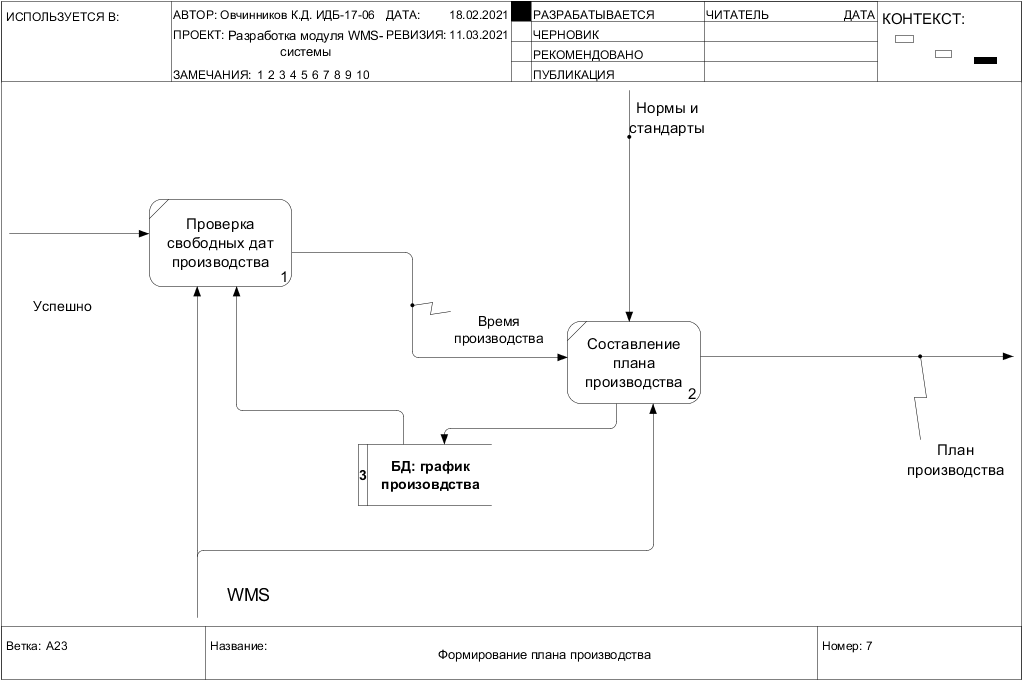 ИСПОЛЬЗУЕТСЯ В:
АВТОР: Овчинников К.Д. ИДБ-17-06 ДАТА: 18.02.2021
ПРОЕКТ: Разработка модуля WMS-системы РЕВИЗИЯ: 11.03.2021
ЗАМЕЧАНИЯ: 1 2 3 4 5 6 7 8 9 10
РАЗРАБАТЫВАЕТСЯ
ЧЕРНОВИК
РЕКОМЕНДОВАНО
ПУБЛИКАЦИЯ
ЧИТАТЕЛЬ ДАТА
КОНТЕКСТ:
Нормы и
стандарты
Проверка
свободных дат
производства
1
Успешно
Время
производства
Составление
плана
производства
2
План
производства
3
БД: график
произовдства
WMS
Ветка: A23
Название:
Формирование плана производства
Номер: 7